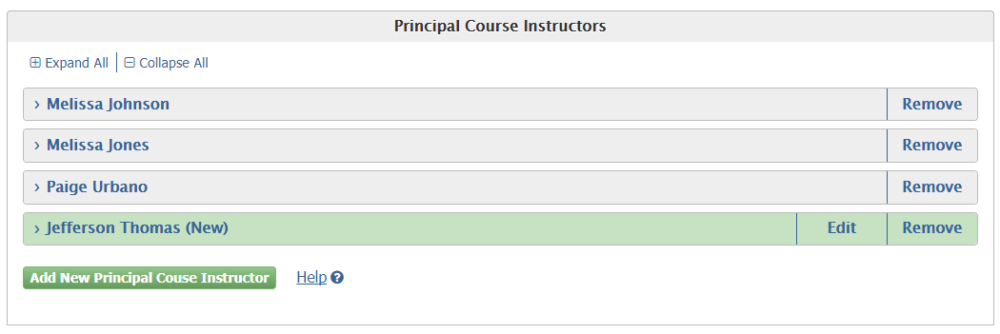 Principal Course Instructors
Expand All Collapse All
Melissa Johnson Remove
Melissa Jones Remove
Paige Urbano Remove
Jefferson Thomas (New) Edit Remove
Add New Principal Couse Instructor Help ?